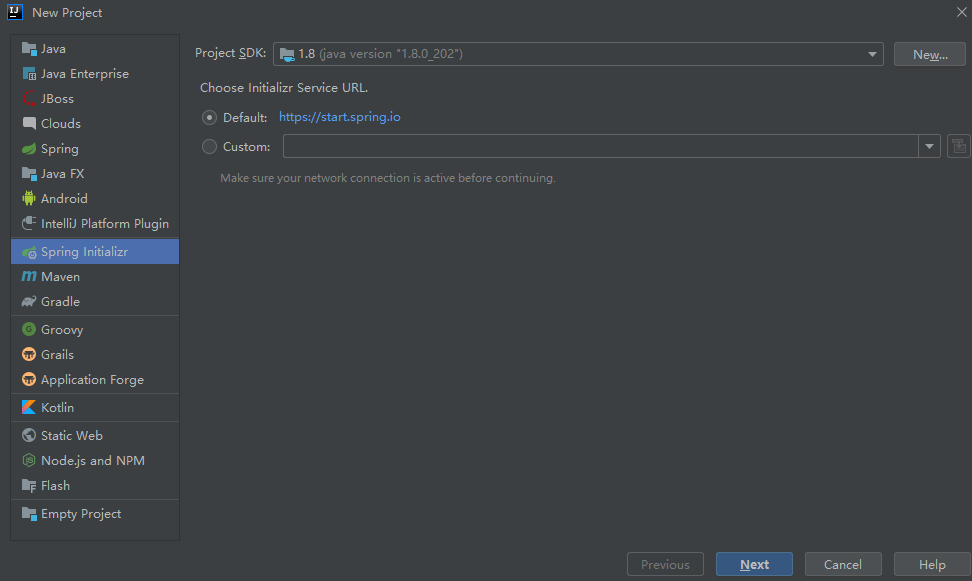 New Project
Java
Java Enterprise
JBoss
Clouds
Spring
Java FX
Android
IntelliJ Platform Plugin
Spring Initializr
Maven
Gradle
Groovy
Grails
Application Forge
Kotlin
Static Web
Node.js and NPM
Flash
Empty Project
Project SDK: 1.8 (java version "1.8.0_202") New...
Choose Initializr Service URL.
Default: https://start.spring.io
Custom:
Make sure your network connection is active before continuing.
Previous Next Cancel Help